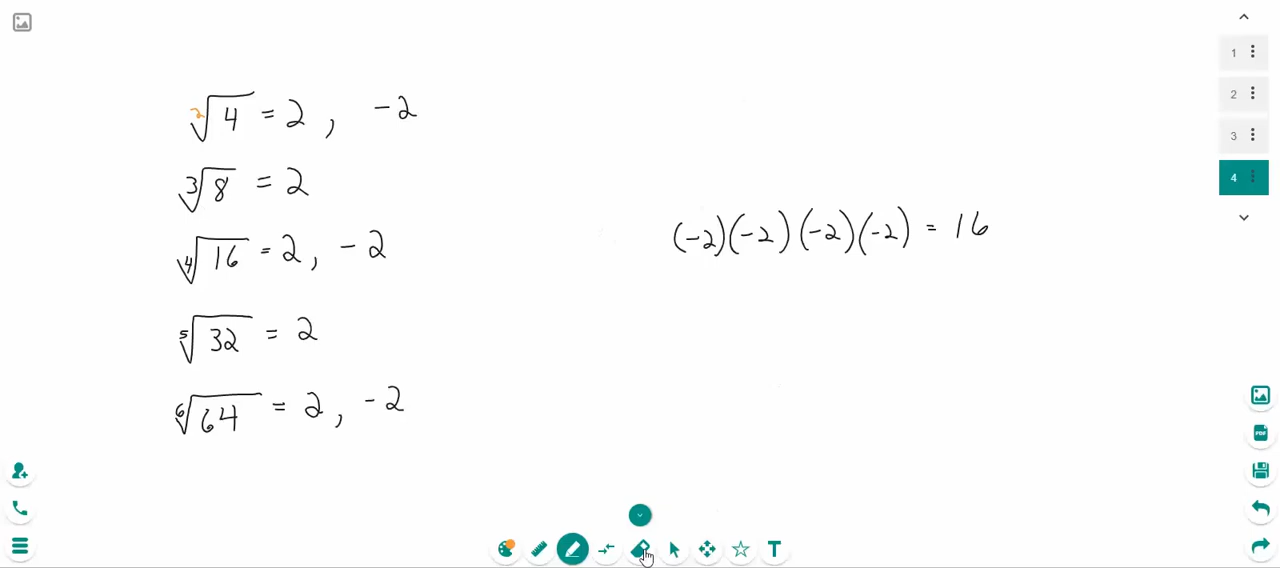 ²√4 = 2 , -2
³√8 = 2
(-2)(-2)(-2)(-2) = 16
⁴√16 = 2, -2
⁵√32 = 2
⁶√64 = 2, -2
1
2
3
4
PDF
T